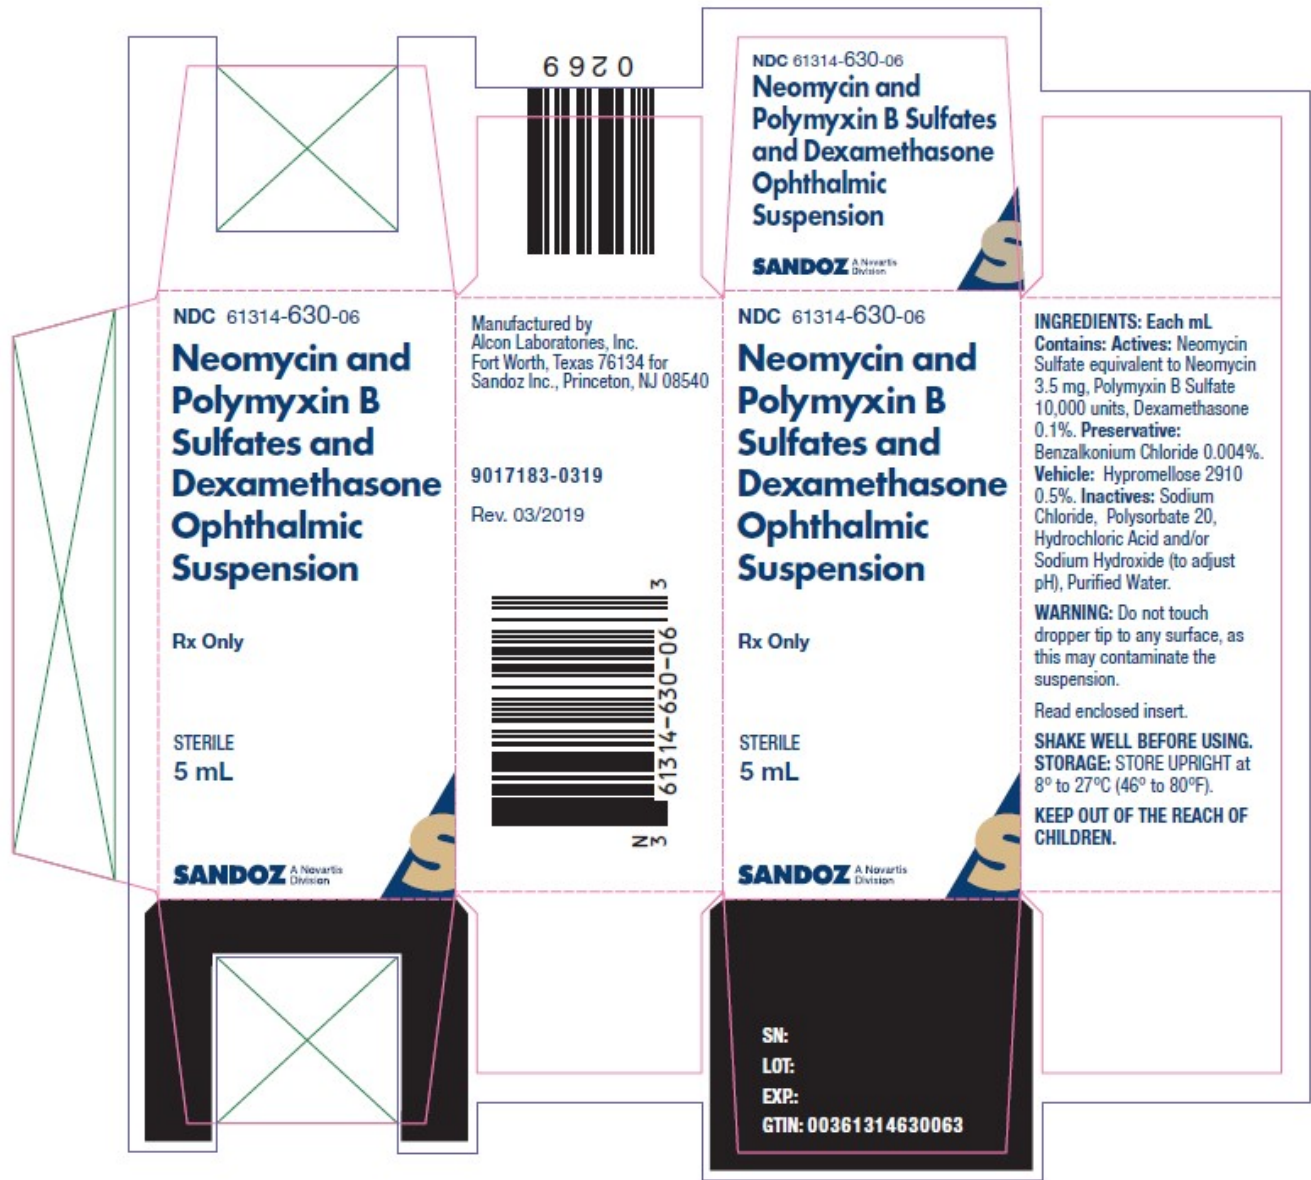 0269
NDC 61314-630-06
Neomycin and
Polymyxin B Sulfates
and Dexamethasone
Ophthalmic
Suspension
SANDOZ A Novartis
Division
S
NDC 61314-630-06
Neomycin and
Polymyxin B
Sulfates and
Dexamethasone
Ophthalmic
Suspension
Rx Only
STERILE
5 mL
SANDOZ A Novartis
Division
S
Manufactured by
Alcon Laboratories, Inc.
Fort Worth, Texas 76134 for
Sandoz Inc., Princeton, NJ 08540
9017183-0319
Rev. 03/2019
N
3 61314-630-06 3
NDC 61314-630-06
Neomycin and
Polymyxin B
Sulfates and
Dexamethasone
Ophthalmic
Suspension
Rx Only
STERILE
5 mL
SANDOZ A Novartis
Division
S
INGREDIENTS: Each mL
Contains: Actives: Neomycin
Sulfate equivalent to Neomycin
3.5 mg, Polymyxin B Sulfate
10,000 units, Dexamethasone
0.1%. Preservative:
Benzalkonium Chloride 0.004%.
Vehicle: Hypromellose 2910
0.5%. Inactives: Sodium
Chloride, Polysorbate 20,
Hydrochloric Acid and/or
Sodium Hydroxide (to adjust
pH), Purified Water.
WARNING: Do not touch
dropper tip to any surface, as
this may contaminate the
suspension.
Read enclosed insert.
SHAKE WELL BEFORE USING.
STORAGE: STORE UPRIGHT at
8º to 27ºC (46º to 80ºF).
KEEP OUT OF THE REACH OF
CHILDREN.
SN:
LOT:
EXP.:
GTIN: 00361314630063